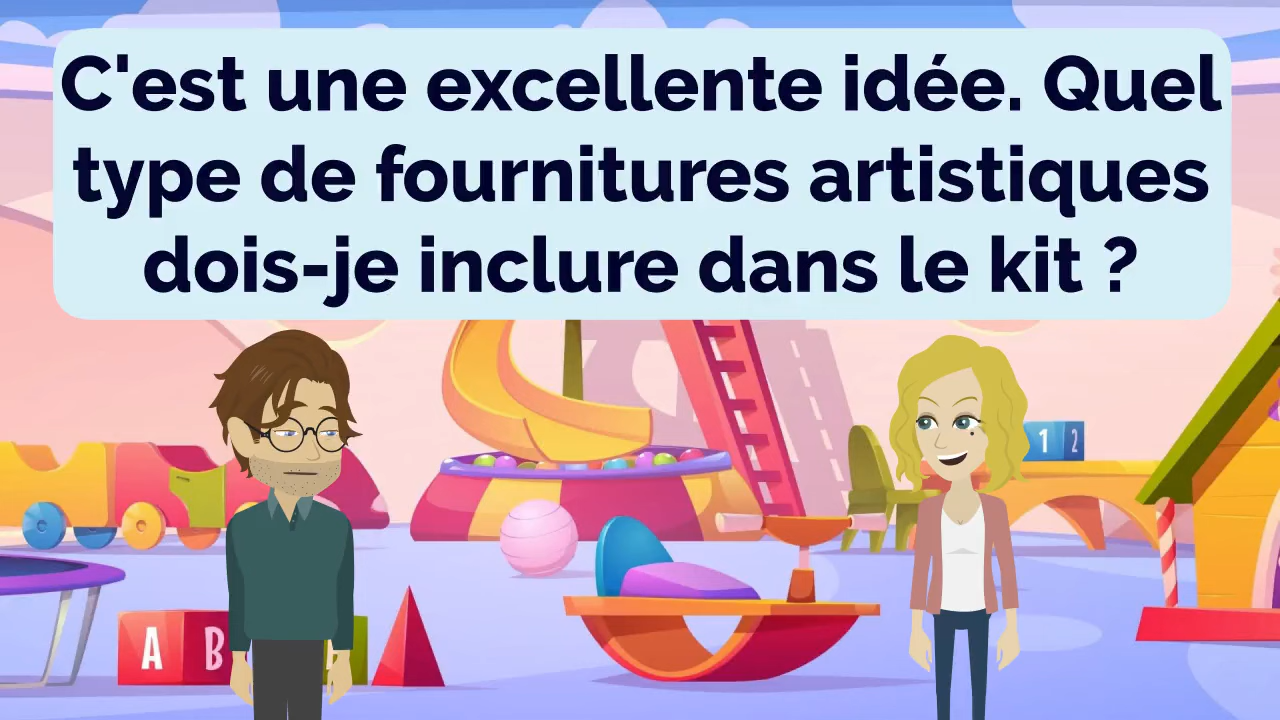 C'est une excellente idée. Quel
type de fournitures artistiques
dois-je inclure dans le kit ?
1 2
A B